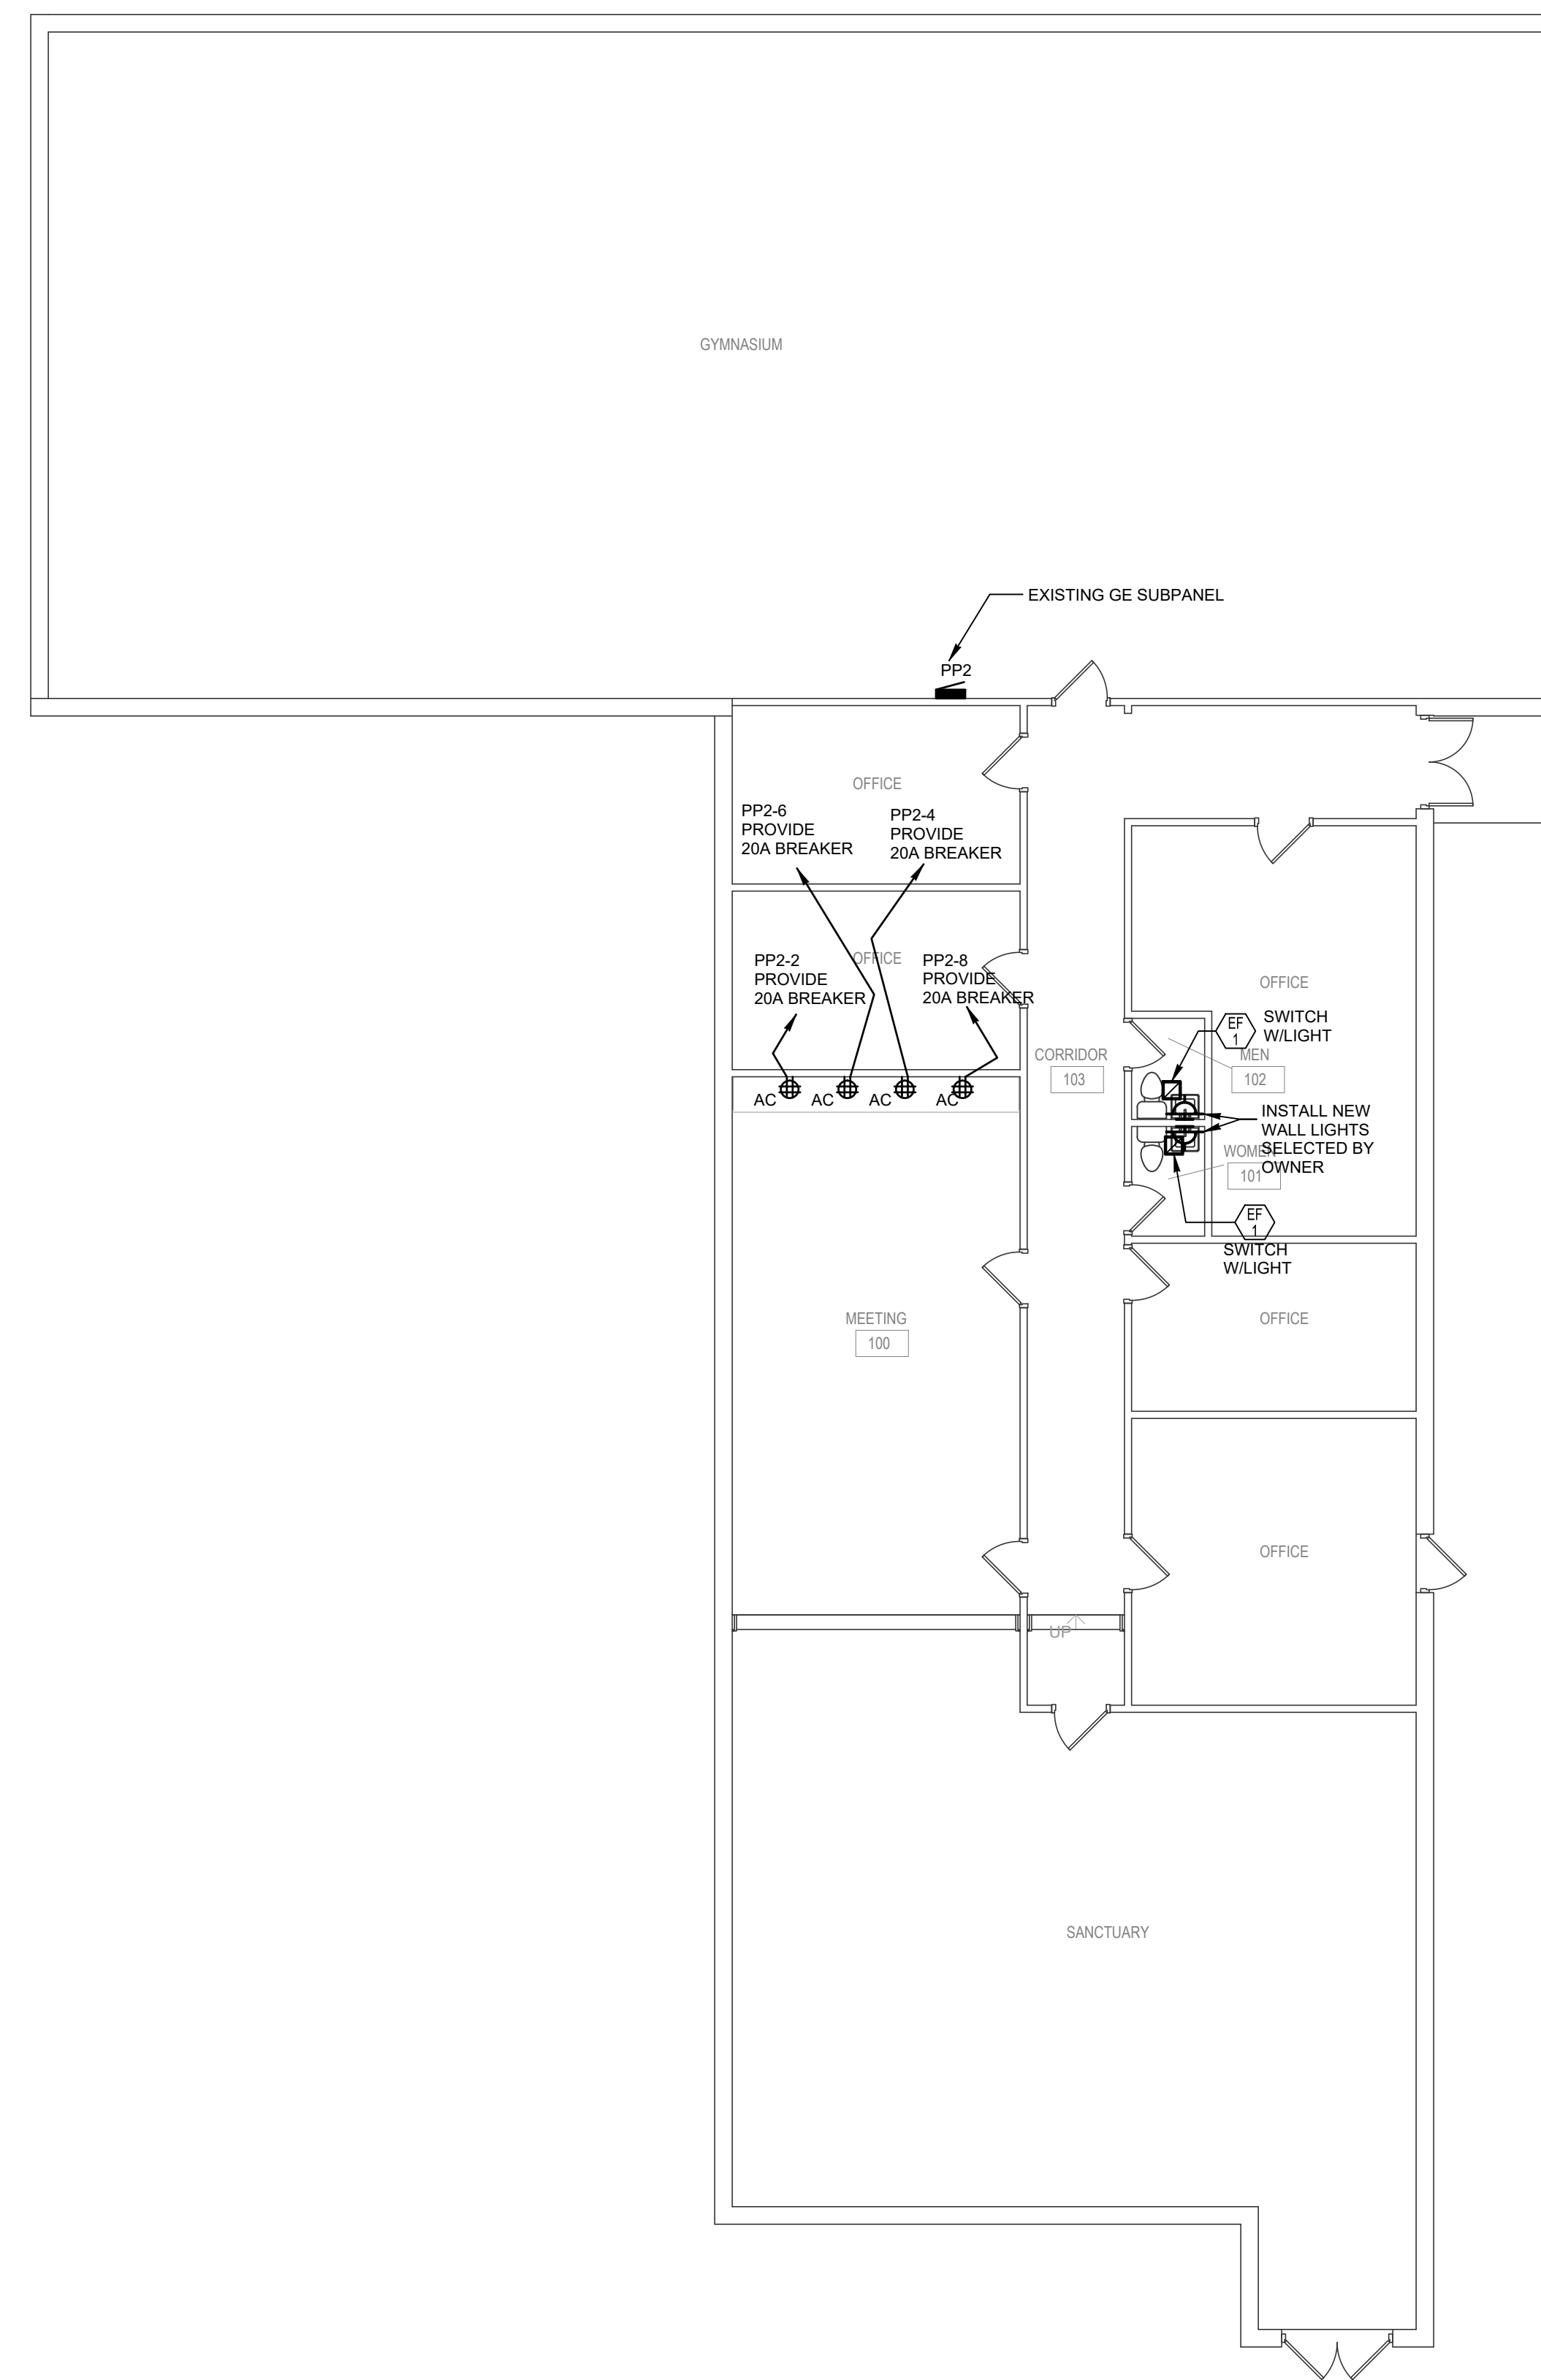 GYMNASIUM
EXISTING GE SUBPANEL
PP2
OFFICE
PP2-6
PROVIDE
20A BREAKER
PP2-4
PROVIDE
20A BREAKER
OFFICE
PP2-2
PROVIDE
20A BREAKER
PP2-8
PROVIDE
20A BREAKER
OFFICE
EF
1
SWITCH
W/LIGHT
CORRIDOR
103
MEN
102
AC
AC
AC
AC
INSTALL NEW
WALL LIGHTS
SELECTED BY
OWNER
WOMEN
101
EF
1
SWITCH
W/LIGHT
MEETING
100
OFFICE
OFFICE
UP
SANCTUARY